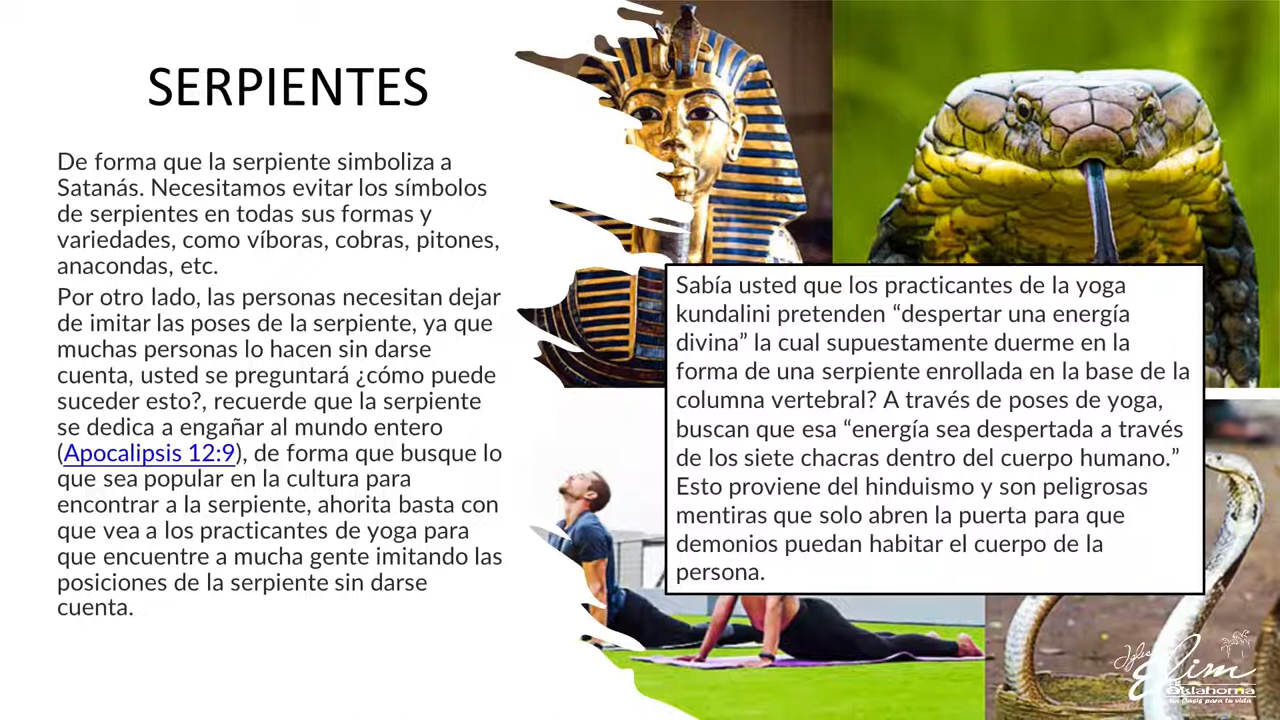 SERPIENTES
De forma que la serpiente simboliza a
Satanás. Necesitamos evitar los símbolos
de serpientes en todas sus formas y
variedades, como víboras, cobras, pitones,
anacondas, etc.
Por otro lado, las personas necesitan dejar
de imitar las poses de la serpiente, ya que
muchas personas lo hacen sin darse
cuenta, usted se preguntará ¿cómo puede
suceder esto?, recuerde que la serpiente
se dedica a engañar al mundo entero
(Apocalipsis 12:9), de forma que busque lo
que sea popular en la cultura para
encontrar a la serpiente, ahorita basta con
que vea a los practicantes de yoga para
que encuentre a mucha gente imitando las
posiciones de la serpiente sin darse
cuenta.
Sabía usted que los practicantes de la yoga
kundalini pretenden “despertar una energía
divina” la cual supuestamente duerme en la
forma de una serpiente enrollada en la base de la
columna vertebral? A través de poses de yoga,
buscan que esa “energía sea despertada a través
de los siete chacras dentro del cuerpo humano.”
Esto proviene del hinduismo y son peligrosas
mentiras que solo abren la puerta para que
demonios puedan habitar el cuerpo de la
persona.
Iglesia
Elim
Oklahoma
Un Oasis para tu vida